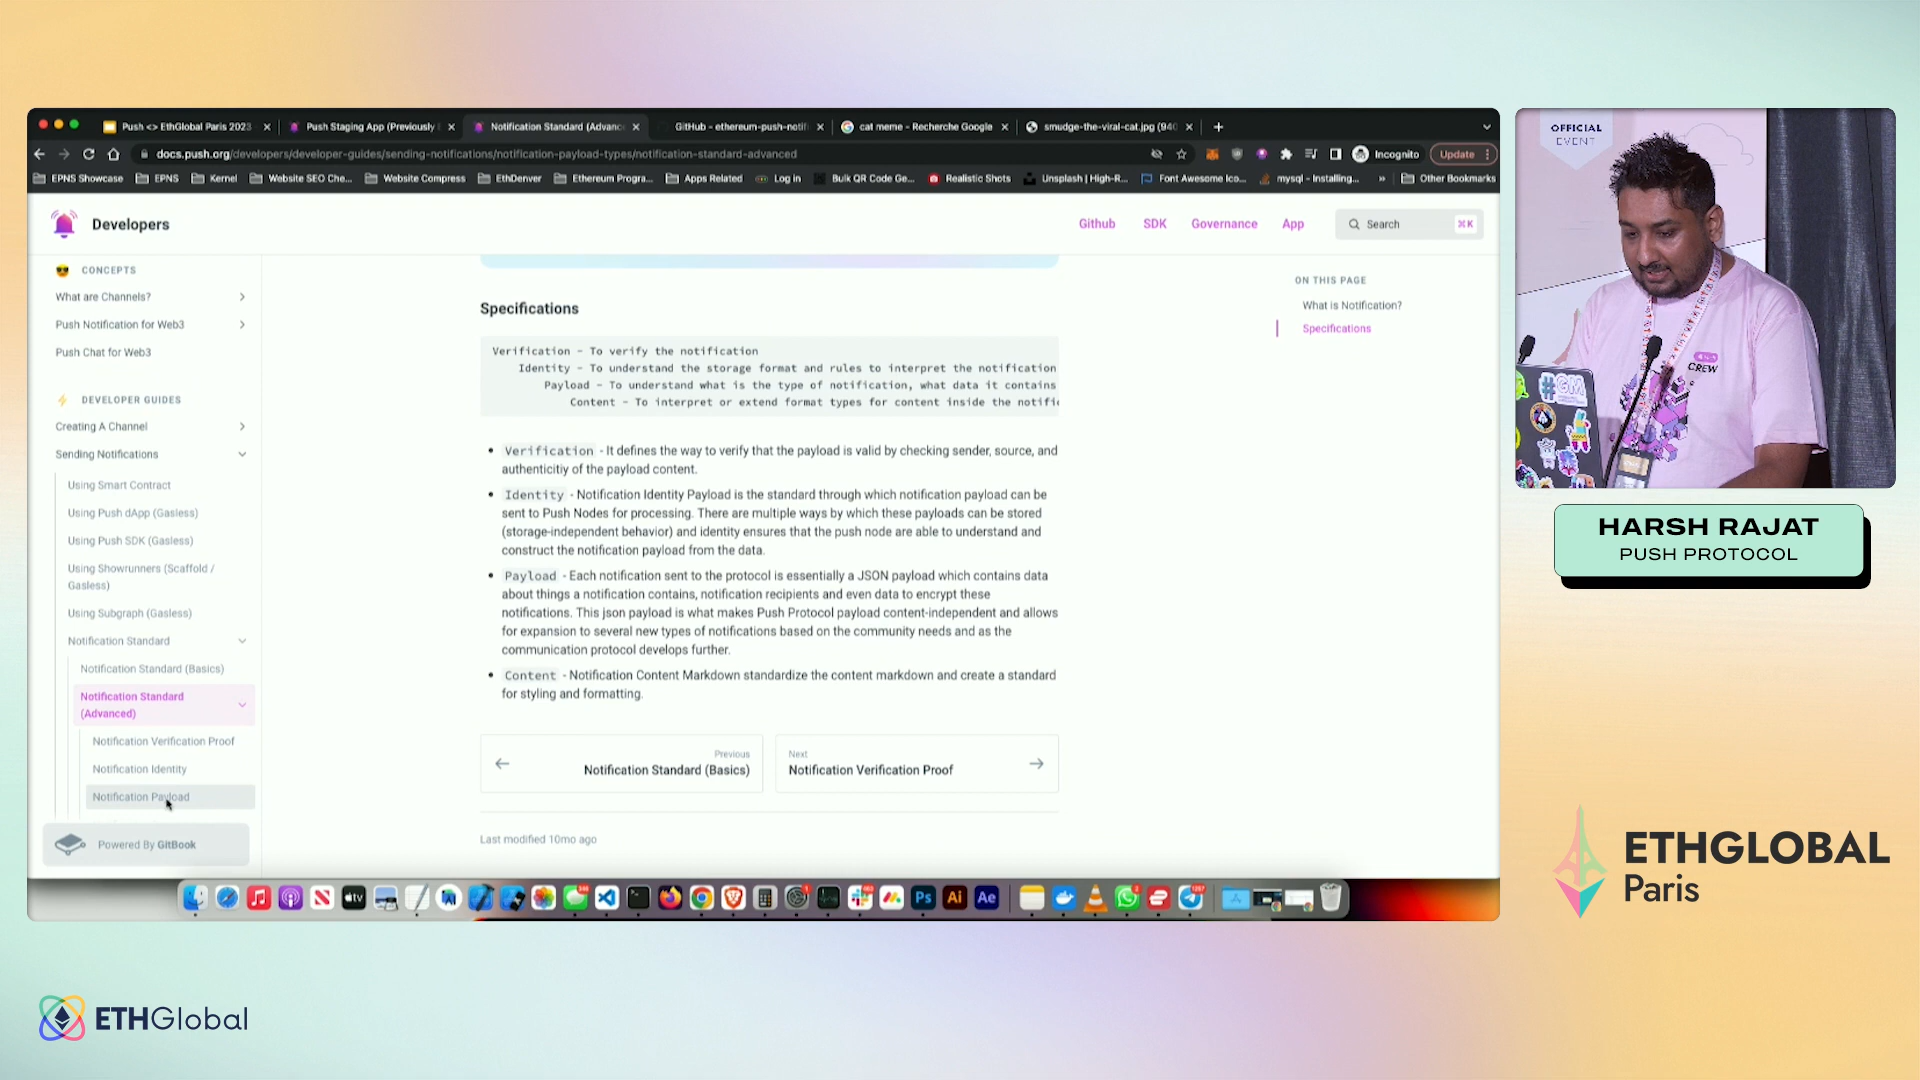 Push <> EthGlobal Paris 2023
Push Staging App (Previously
Notification Standard (Advanc
GitHub - ethereum-push-notifi
cat meme - Recherche Google
smudge-the-viral-cat.jpg (940
docs.push.org/developers/developer-guides/sending-notifications/notification-payload-types/notification-standard-advanced
Incognito
Update
EPNS Showcase
EPNS
Kernel
Website SEO Che...
Website Compress
EthDenver
Ethereum Progra...
Apps Related
Log in
Bulk QR Code Ge...
Realistic Shots
Unsplash | High-R...
Font Awesome Ico...
mysql - Installing...
»
Other Bookmarks
Developers
Github
SDK
Governance
App
Search
⌘K
CONCEPTS
What are Channels?
Push Notification for Web3
Push Chat for Web3
DEVELOPER GUIDES
Creating A Channel
Sending Notifications
Using Smart Contract
Using Push dApp (Gasless)
Using Push SDK (Gasless)
Using Showrunners (Scaffold /
Gasless)
Using Subgraph (Gasless)
Notification Standard
Notification Standard (Basics)
Notification Standard
(Advanced)
Notification Verification Proof
Notification Identity
Notification Payload
Powered By GitBook
Specifications
Verification - To verify the notification
Identity - To understand the storage format and rules to interpret the notification
Payload - To understand what is the type of notification, what data it contains
Content - To interpret or extend format types for content inside the notific
• Verification - It defines the way to verify that the payload is valid by checking sender, source, and
authenticitiy of the payload content.
• Identity - Notification Identity Payload is the standard through which notification payload can be
sent to Push Nodes for processing. There are multiple ways by which these payloads can be stored
(storage-independent behavior) and identity ensures that the push node are able to understand and
construct the notification payload from the data.
• Payload - Each notification sent to the protocol is essentially a JSON payload which contains data
about things a notification contains, notification recipients and even data to encrypt these
notifications. This json payload is what makes Push Protocol payload content-independent and allows
for expansion to several new types of notifications based on the community needs and as the
communication protocol develops further.
• Content - Notification Content Markdown standardize the content markdown and create a standard
for styling and formatting.
Previous
Notification Standard (Basics)
Next
Notification Verification Proof
Last modified 10mo ago
ON THIS PAGE
What is Notification?
Specifications
tv
Ps
Ai
Ae
OFFICIAL
EVENT
CREW
#GM
HARSH RAJAT
PUSH PROTOCOL
ETHGLOBAL
Paris
ETHGlobal